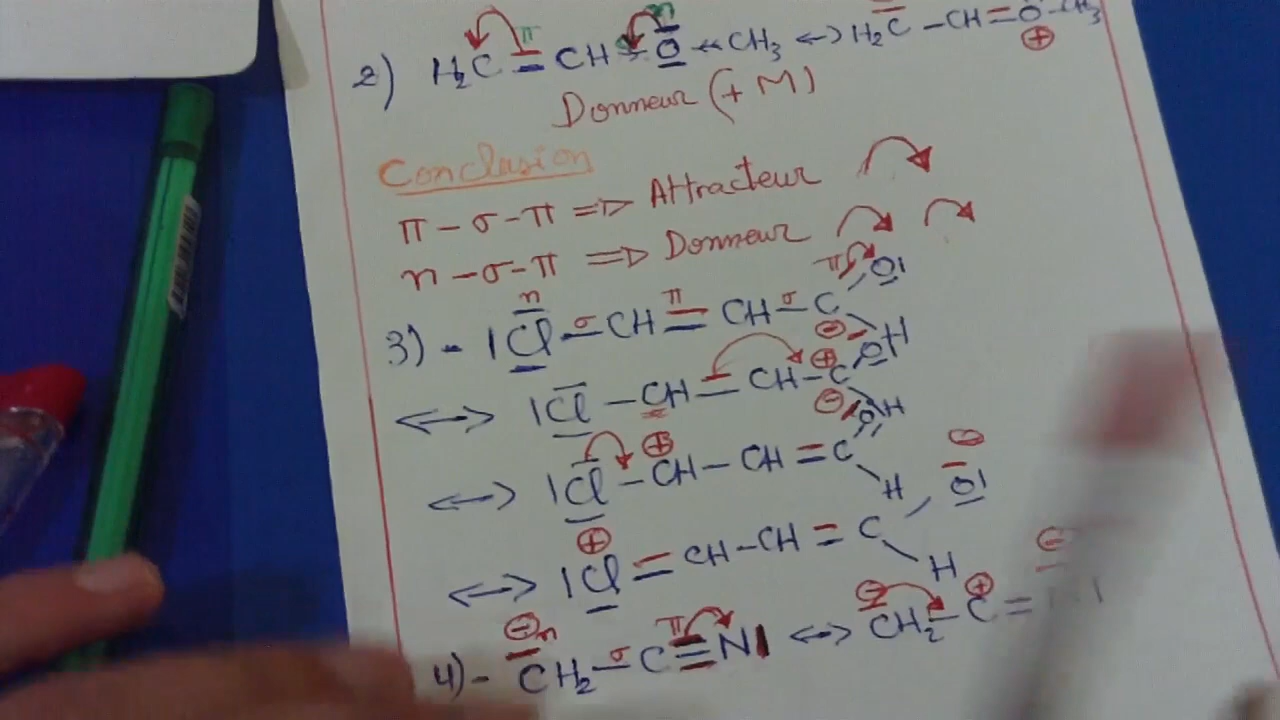 2) H₂C = CH - O - CH₃ <-> H₂C - CH = O - CH₃
π n ⊕
Donneur (+ M)
Conclusion
π - σ - π => Attracteur
n - σ - π => Donneur
3) - |Cl - CH = CH - C O| H
n σ π σ π
<-> |Cl - CH = CH - C O H
⊖ ⊕
<-> |Cl - CH - CH = C O H
⊕ ⊖
<-> |Cl = CH - CH = C O| H
⊕ ⊖
4) - CH₂ - C ≡ N| <-> CH₂ - C =
⊖ n σ π ⊖ ⊕ ⊖